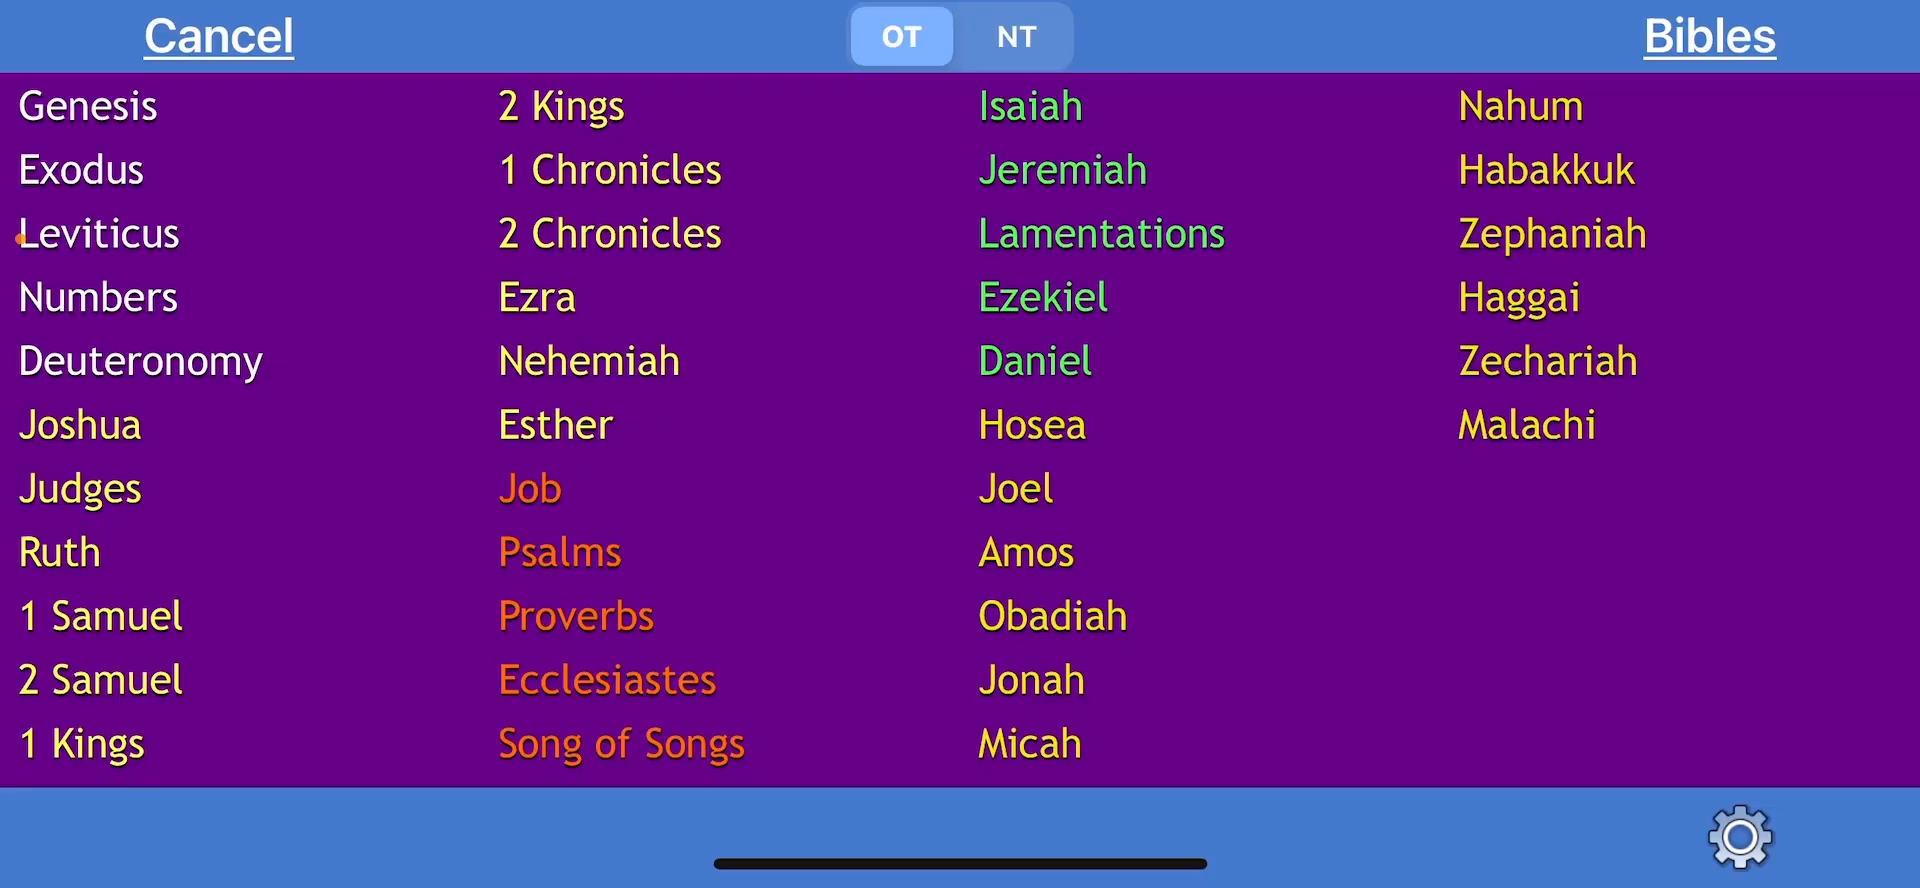 Cancel
OT
NT
Bibles
Genesis
Exodus
Leviticus
Numbers
Deuteronomy
Joshua
Judges
Ruth
1 Samuel
2 Samuel
1 Kings
2 Kings
1 Chronicles
2 Chronicles
Ezra
Nehemiah
Esther
Job
Psalms
Proverbs
Ecclesiastes
Song of Songs
Isaiah
Jeremiah
Lamentations
Ezekiel
Daniel
Hosea
Joel
Amos
Obadiah
Jonah
Micah
Nahum
Habakkuk
Zephaniah
Haggai
Zechariah
Malachi